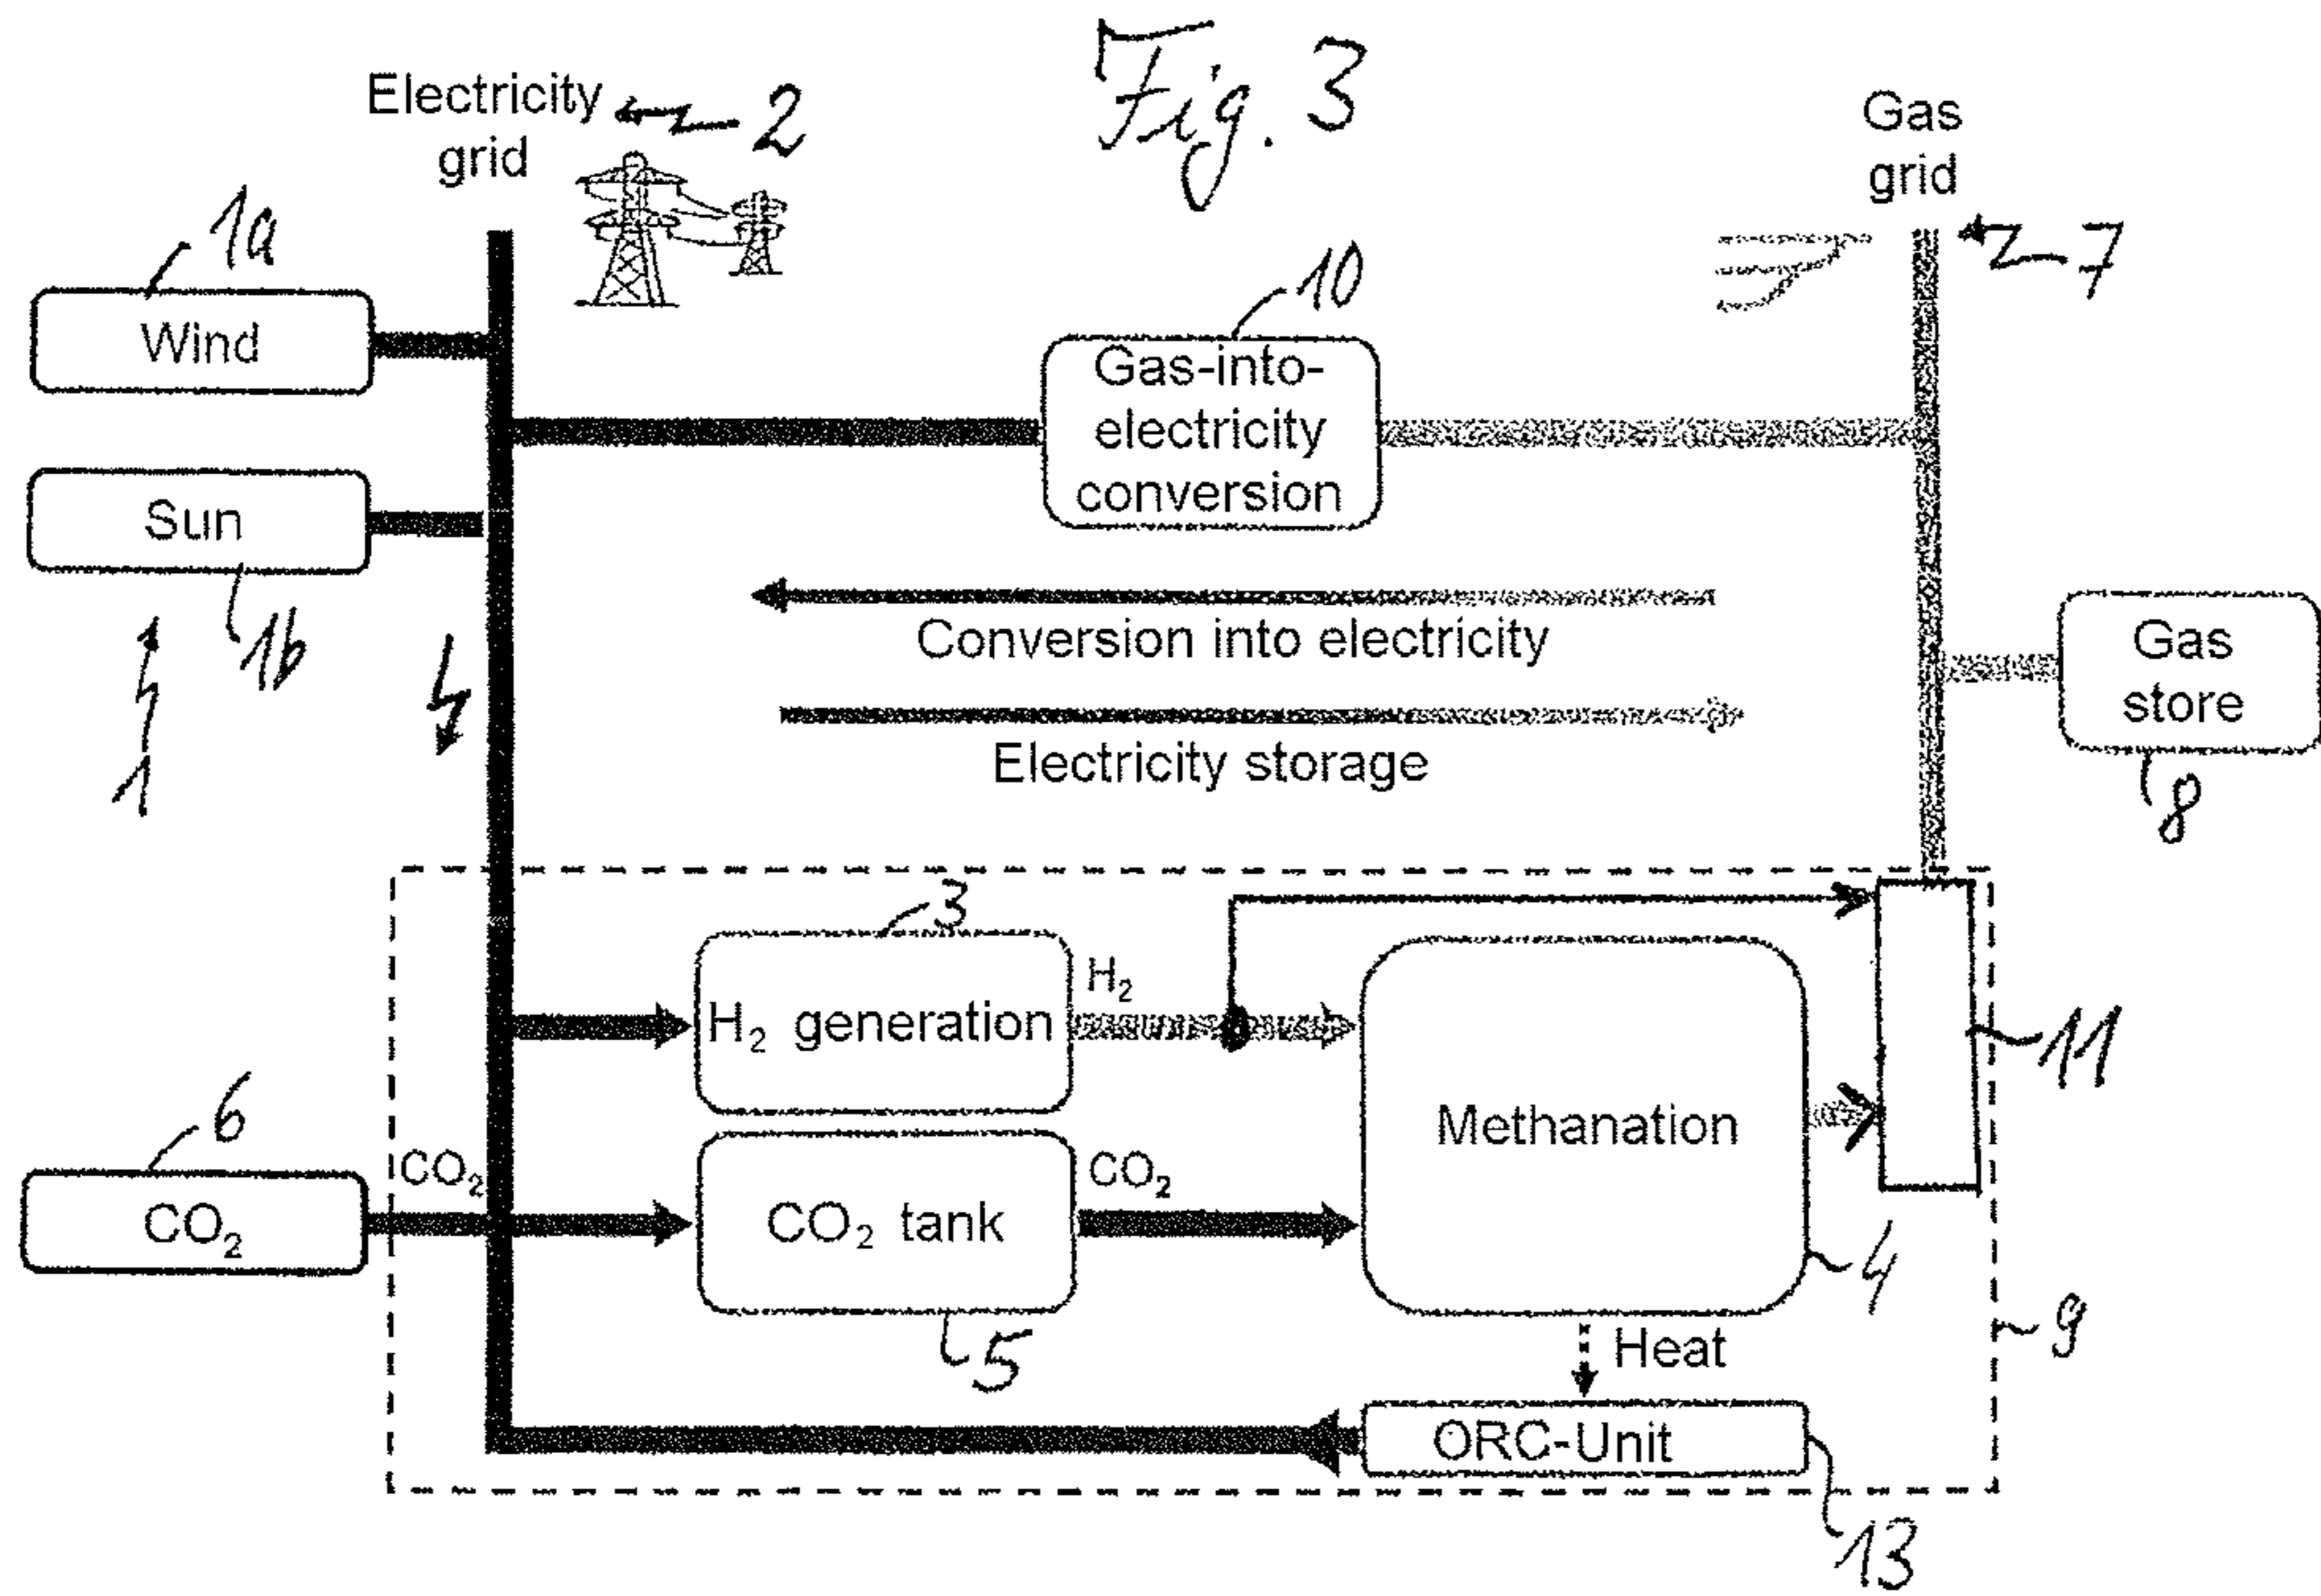 Fig. 3
Electricity
grid
2
Gas
grid
7
1a
Wind
10
Gas-into-
electricity
conversion
Sun
1b
1
Conversion into electricity
Electricity storage
Gas
store
8
3
H₂ generation
H₂
Methanation
11
6
CO₂
CO₂
CO₂ tank
CO₂
5
4
Heat
9
ORC-Unit
13